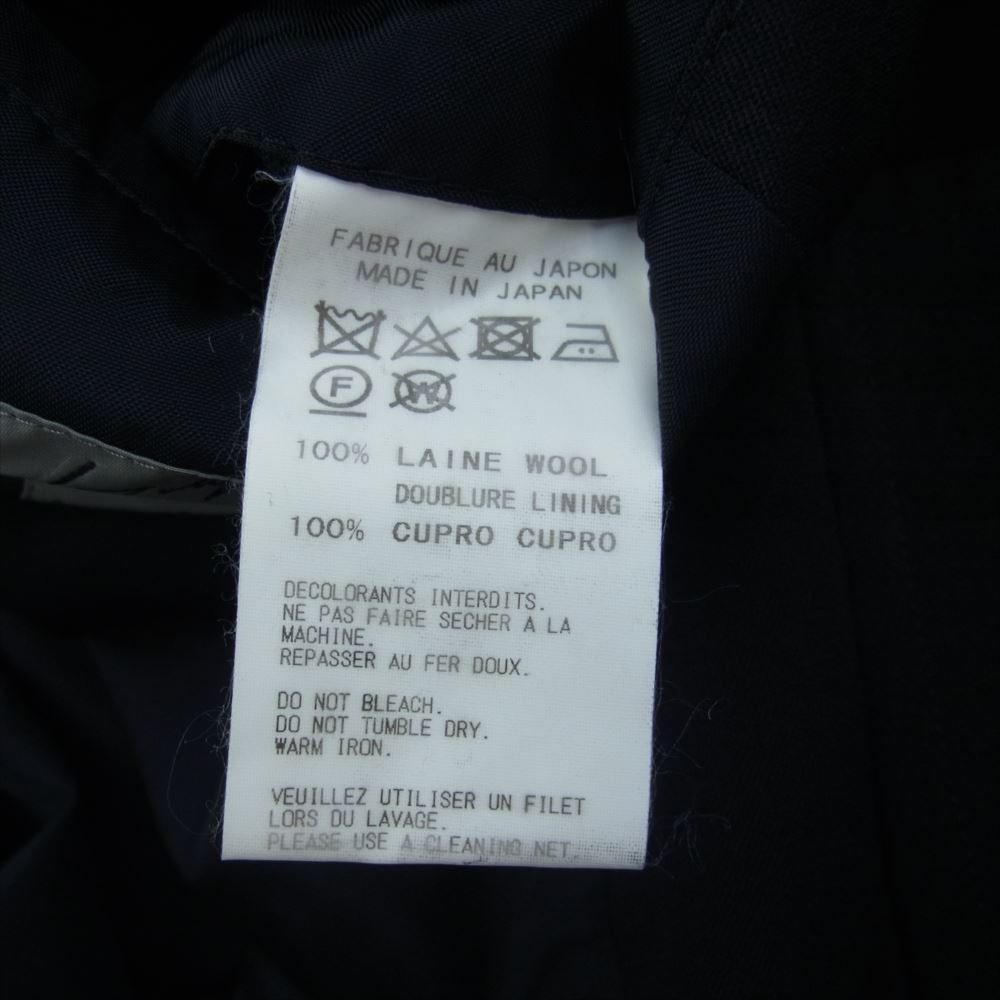 FABRIQUE AU JAPON
MADE IN JAPAN
F W
100% LAINE WOOL
DOUBLURE LINING
100% CUPRO CUPRO
DECOLORANTS INTERDITS.
NE PAS FAIRE SECHER A LA
MACHINE.
REPASSER AU FER DOUX.
DO NOT BLEACH.
DO NOT TUMBLE DRY.
WARM IRON.
VEUILLEZ UTILISER UN FILET
LORS DU LAVAGE.
PLEASE USE A CLEANING NET.